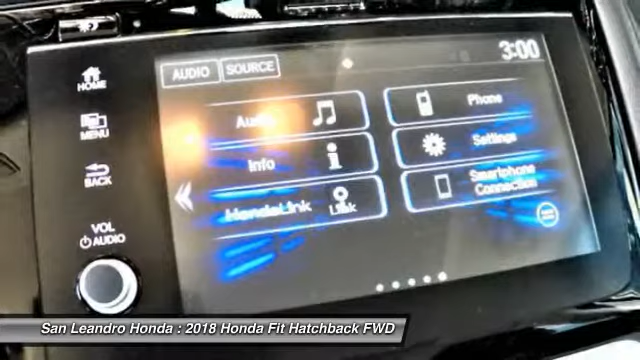 3:00
AUDIO SOURCE
HOME
Audio
Phone
MENU
Info
Settings
BACK
HondaLink
Link
Smartphone
Connection
VOL
AUDIO
San Leandro Honda : 2018 Honda Fit Hatchback FWD